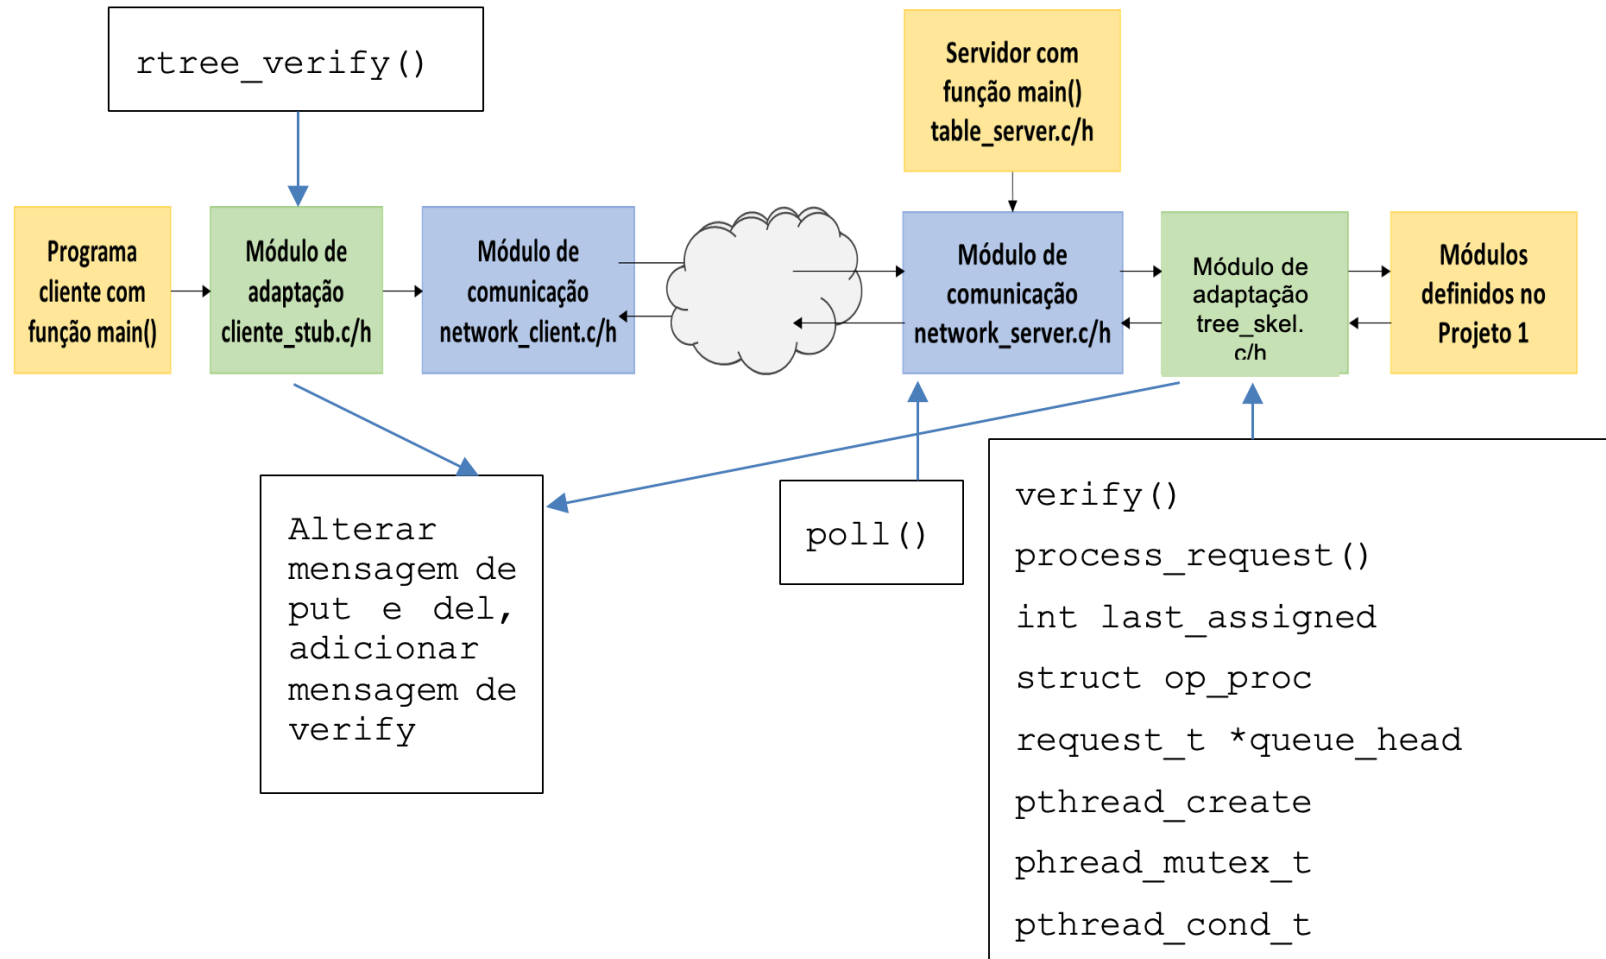 rtree_verify()
Servidor com
função main()
table_server.c/h
Programa
cliente com
função main()
Módulo de
adaptação
cliente_stub.c/h
Módulo de
comunicação
network_client.c/h
Módulo de
comunicação
network_server.c/h
Módulo de
adaptação
tree_skel.
c/h
Módulos
definidos no
Projeto 1
Alterar
mensagem de
put e del,
adicionar
mensagem de
verify
poll()
verify()
process_request()
int last_assigned
struct op_proc
request_t *queue_head
pthread_create
phread_mutex_t
pthread_cond_t